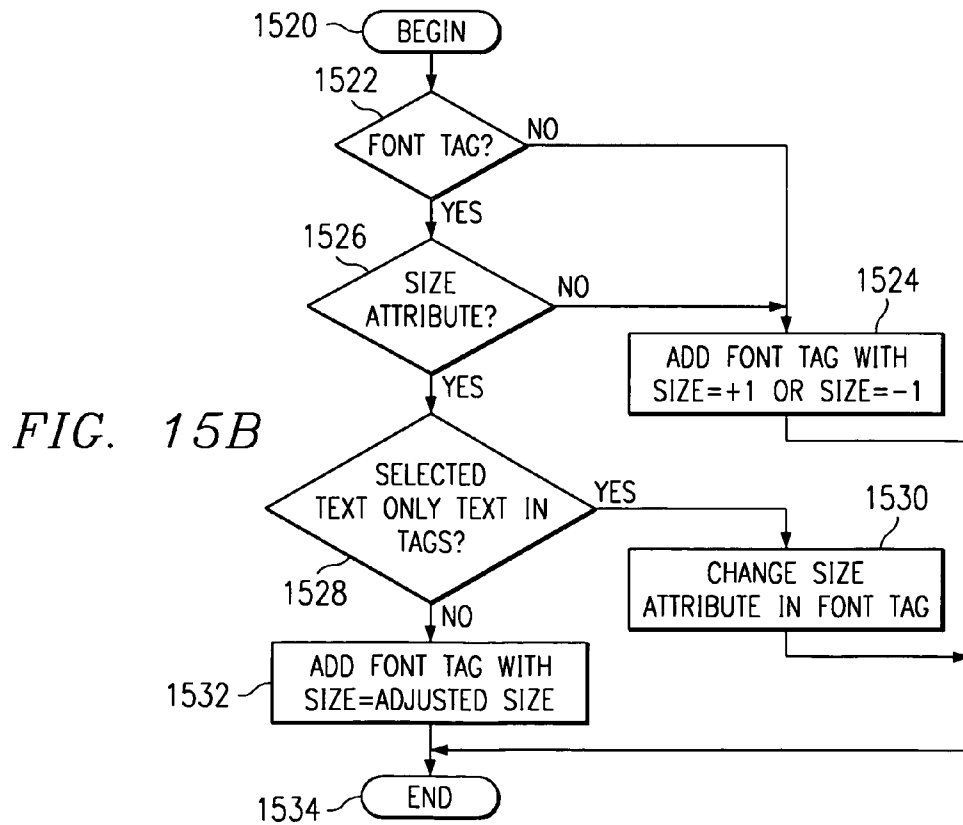 1520
BEGIN
1522
FONT TAG?
NO
YES
1526
SIZE
ATTRIBUTE?
NO
1524
ADD FONT TAG WITH
SIZE=+1 OR SIZE=-1
YES
FIG. 15B
SELECTED
TEXT ONLY TEXT IN
TAGS?
YES
1530
CHANGE SIZE
ATTRIBUTE IN FONT TAG
1528
NO
1532
ADD FONT TAG WITH
SIZE=ADJUSTED SIZE
1534
END